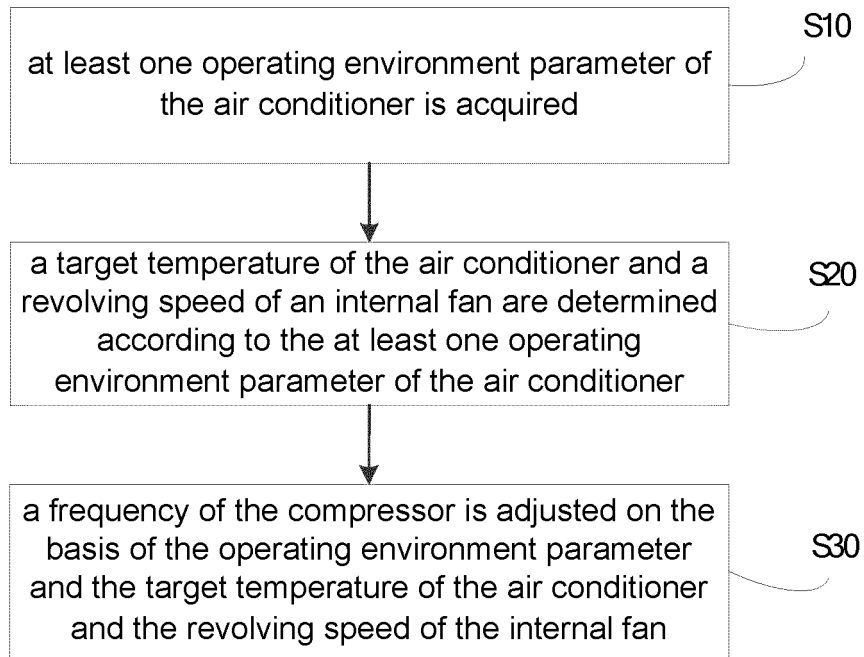 S10
at least one operating environment parameter of
the air conditioner is acquired
a target temperature of the air conditioner and a
revolving speed of an internal fan are determined
according to the at least one operating
environment parameter of the air conditioner
S20
a frequency of the compressor is adjusted on the
basis of the operating environment parameter
and the target temperature of the air conditioner
and the revolving speed of the internal fan
S30